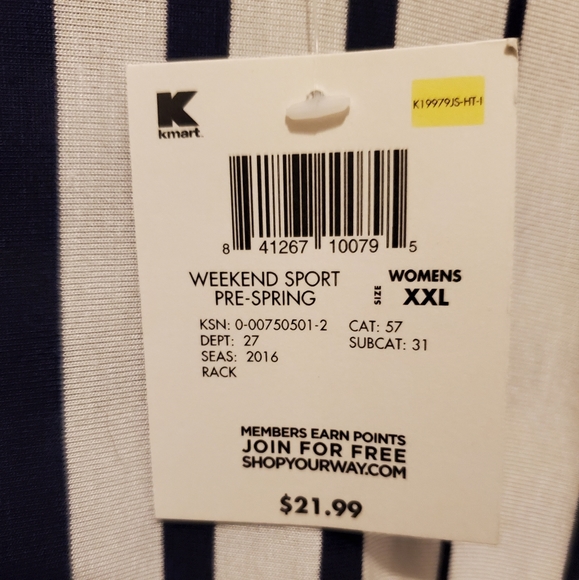 K
kmart
K19979JS-HT-I
8 41267 10079 5
WEEKEND SPORT
PRE-SPRING
SIZE
WOMENS
XXL
KSN: 0-00750501-2
DEPT: 27
SEAS: 2016
RACK
CAT: 57
SUBCAT: 31
MEMBERS EARN POINTS
JOIN FOR FREE
SHOPYOURWAY.COM
$21.99